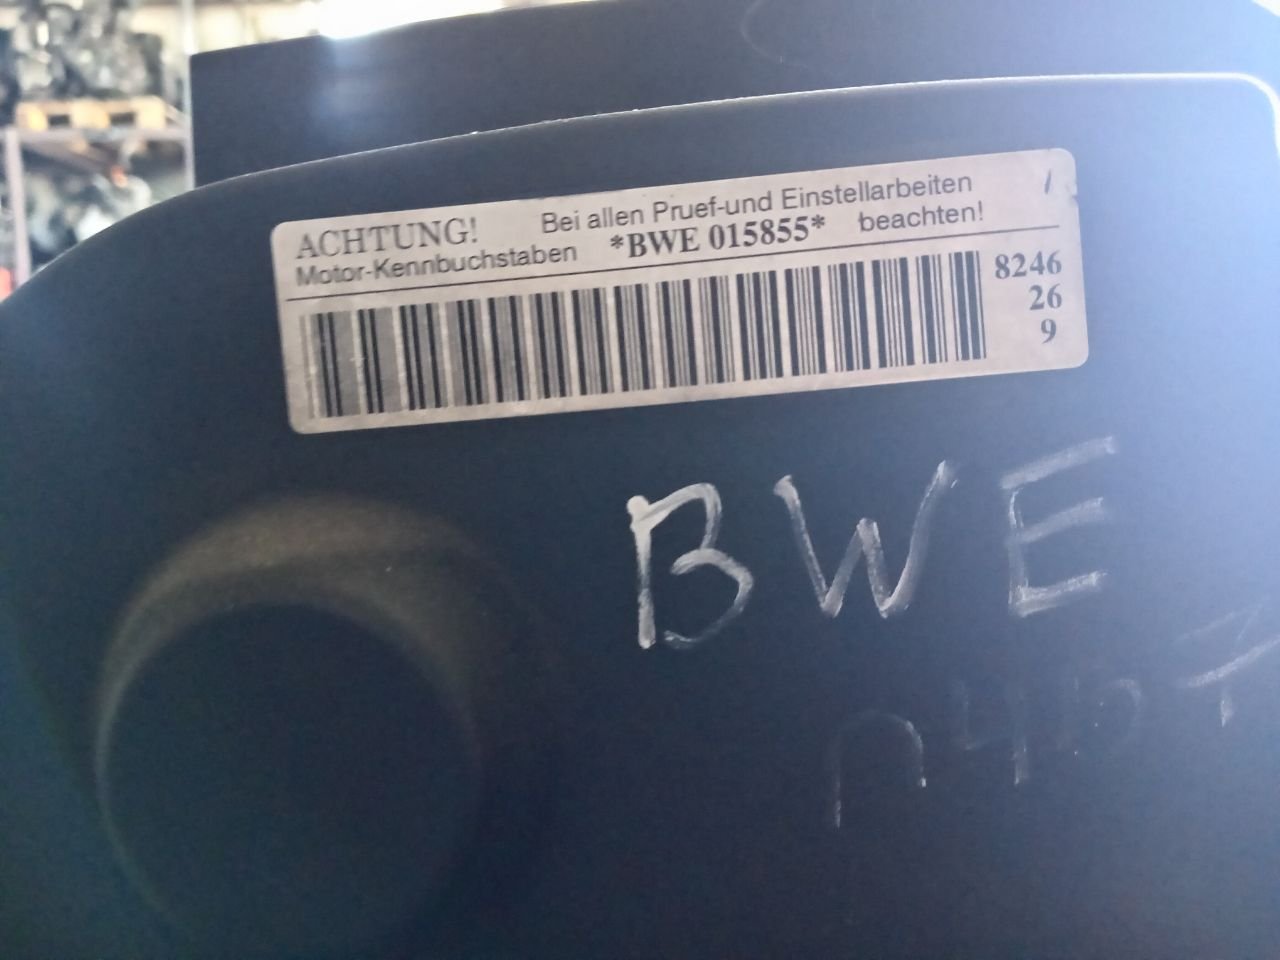 ACHTUNG! Bei allen Pruef-und Einstellarbeiten
Motor-Kennbuchstaben *BWE 015855* beachten!
8246
26
9
BWE